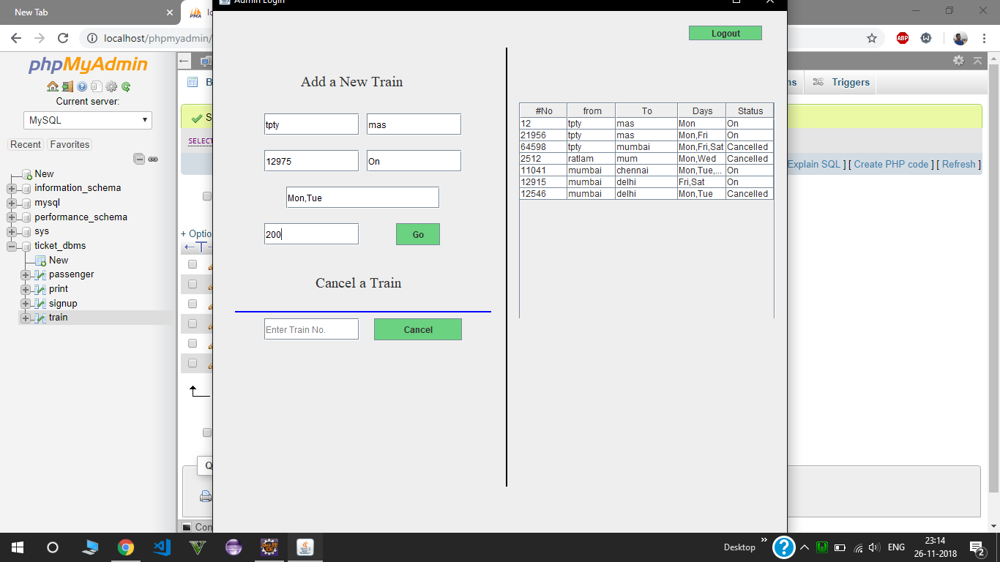 New Tab
Admin Login
localhost/phpmyadmin/
ABP
phpMyAdmin
Current server:
MySQL
Recent Favorites
New
information_schema
mysql
performance_schema
sys
ticket_dbms
New
passenger
print
signup
train
SELECT
+ Optio
Logout
Add a New Train
tpty mas
12975 On
Mon,Tue
200 Go
Cancel a Train
Enter Train No. Cancel
#No from To Days Status
12 tpty mas Mon On
21956 tpty mas Mon,Fri On
64598 tpty mumbai Mon,Fri,Sat Cancelled
2512 ratlam mum Mon,Wed Cancelled
11041 mumbai chennai Mon,Tue,... On
12915 mumbai delhi Fri,Sat On
12546 mumbai delhi Mon,Tue Cancelled
ns Triggers
Explain SQL ] [ Create PHP code ] [ Refresh ]
Con
Desktop
ENG
23:14
26-11-2018
2